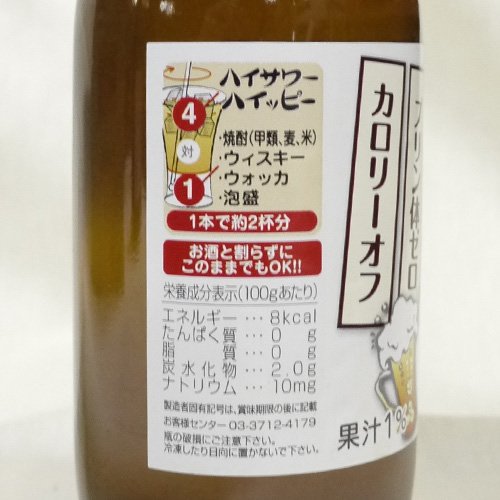 ハイサワー
ハイッピー
4
対
1
・焼酎(甲類、麦、米)
・ウィスキー
・ウォッカ
・泡盛
1本で約2杯分
お酒と割らずに
このままでもOK!!
栄養成分表示(100gあたり)
エネルギー … 8kcal
たんぱく質 … 0 g
脂質 … 0 g
炭水化物 … 2.0g
ナトリウム … 10mg
製造者固有記号は、賞味期限の後に記載
お客様センター 03-3712-4179
瓶の破損にご注意下さい。
冷凍したり日向に置かないで下さい。
カロリーオフ
プリン体ゼロ
果汁1%